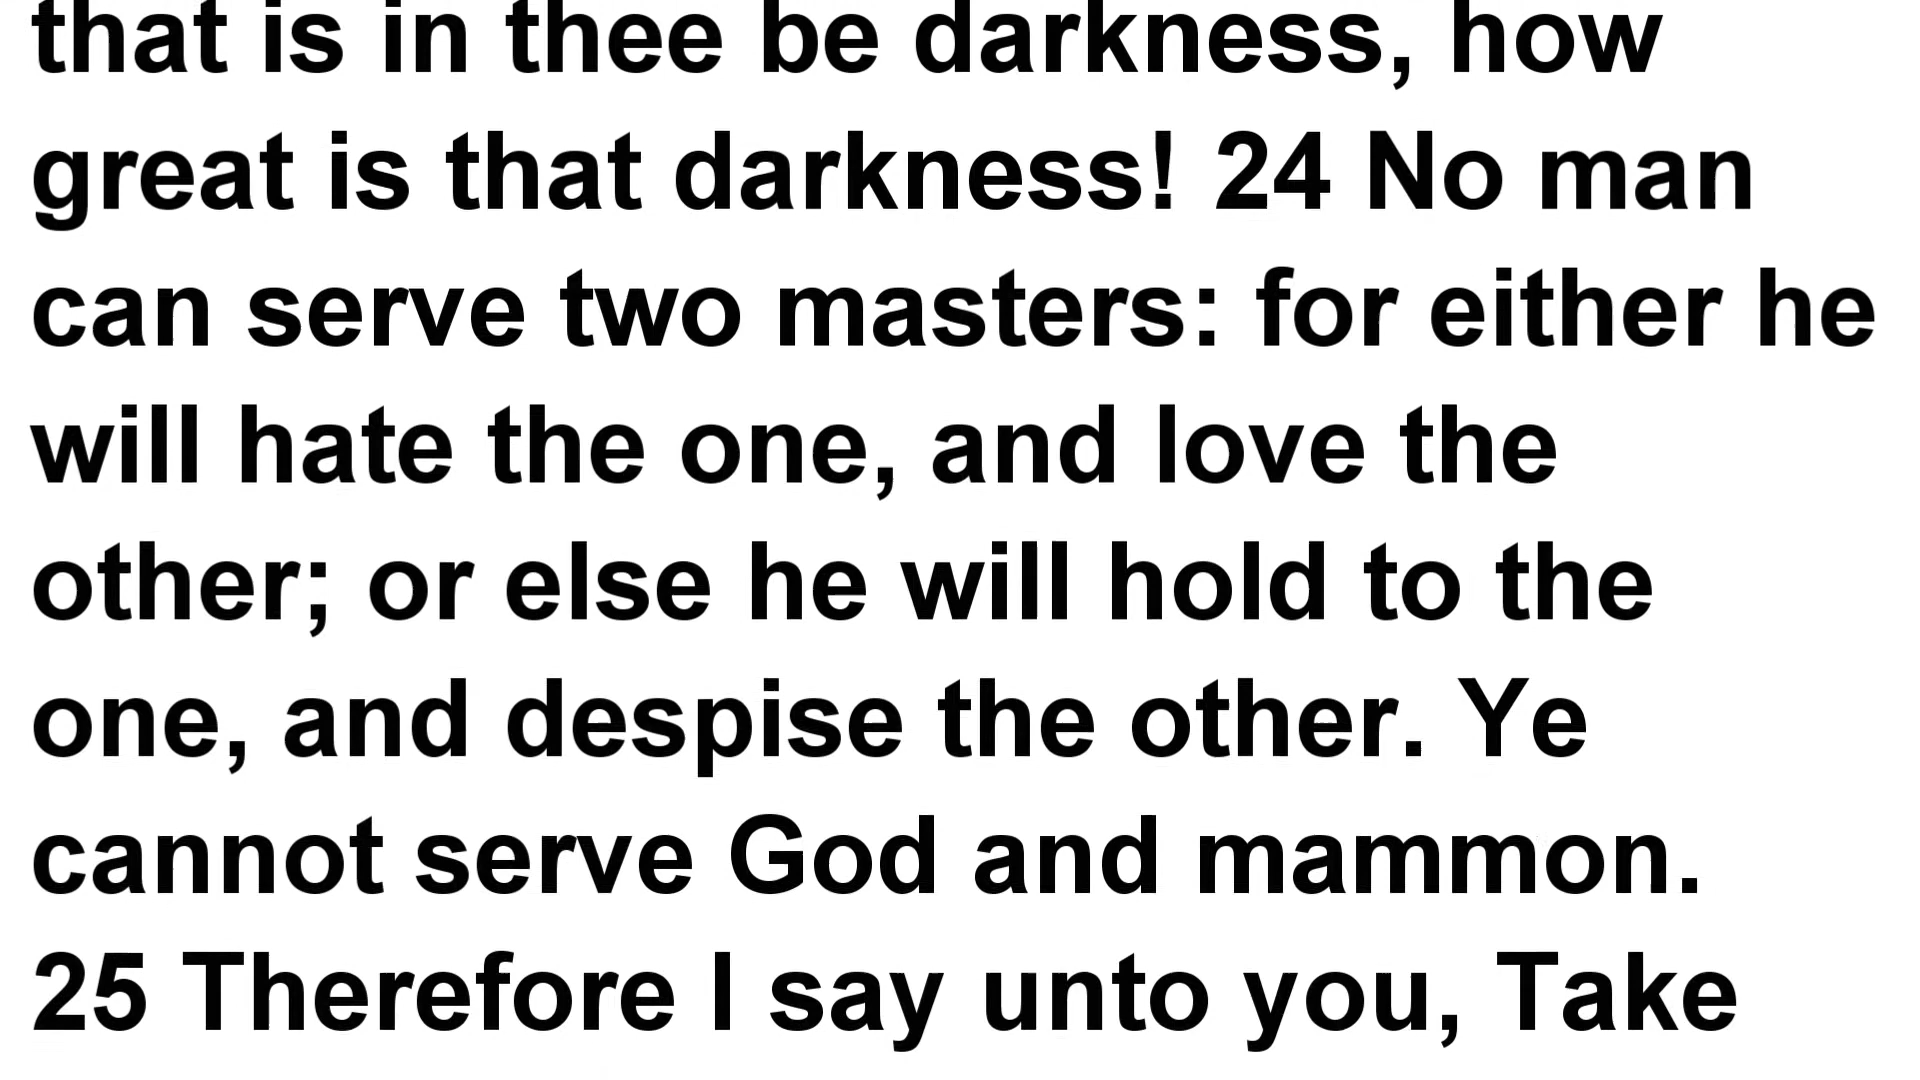 that is in thee be darkness, how
great is that darkness! 24 No man
can serve two masters: for either he
will hate the one, and love the
other; or else he will hold to the
one, and despise the other. Ye
cannot serve God and mammon.
25 Therefore I say unto you, Take